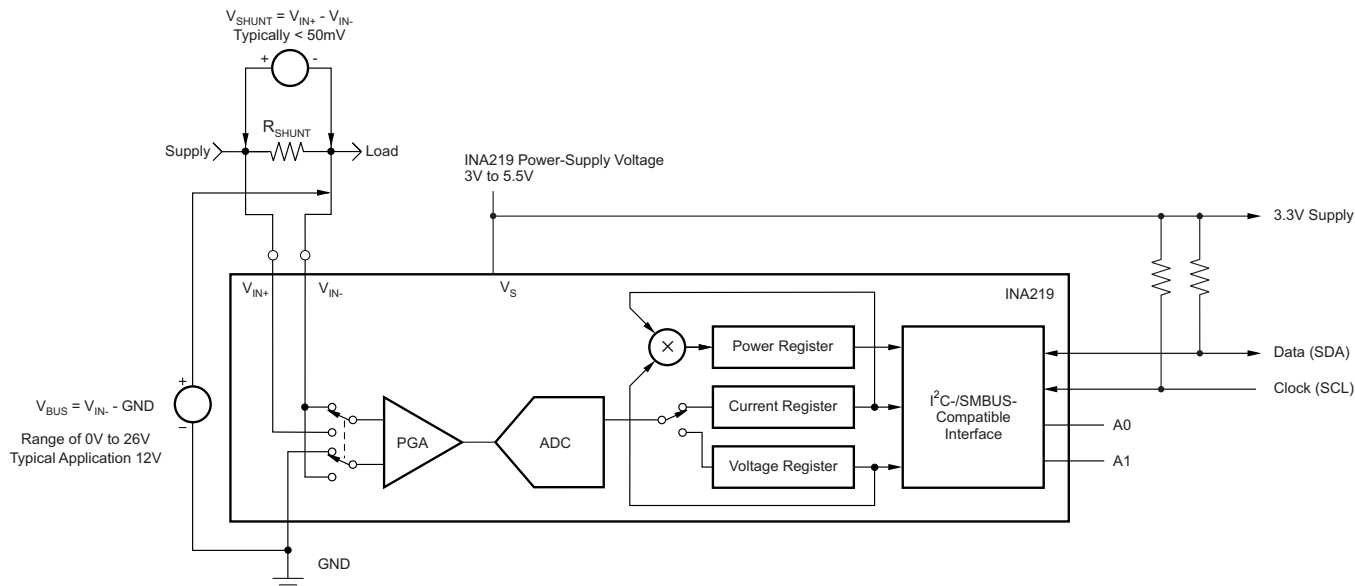 V_SHUNT = V_IN+ - V_IN-
Typically < 50mV
+ -
R_SHUNT
Supply
Load
INA219 Power-Supply Voltage
3V to 5.5V
3.3V Supply
V_IN+
V_IN-
V_S
INA219
×
Power Register
Data (SDA)
Clock (SCL)
+
V_BUS = V_IN- - GND
−
Range of 0V to 26V
Typical Application 12V
PGA
ADC
Current Register
Voltage Register
I²C-/SMBUS-
Compatible
Interface
A0
A1
GND